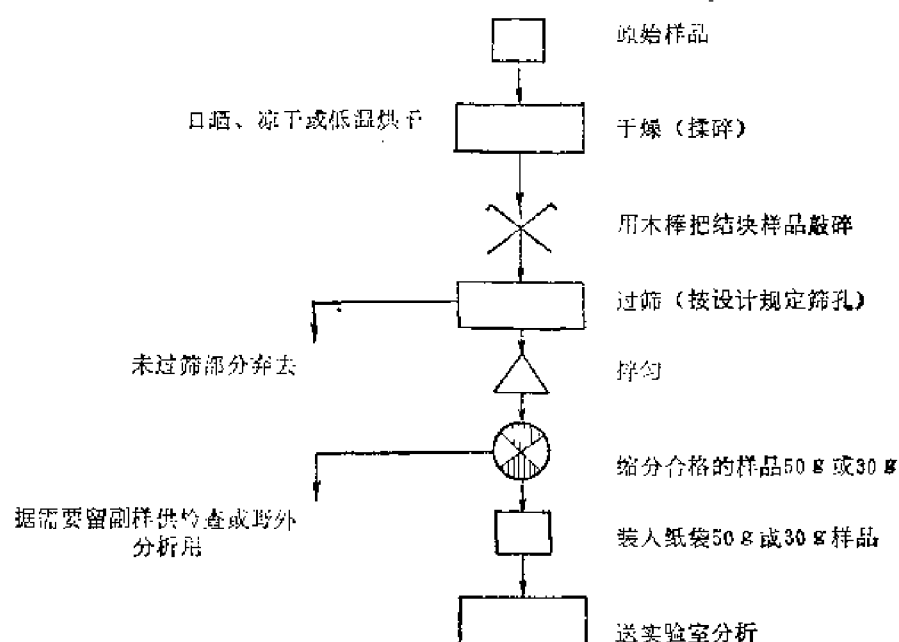 原始样品
日晒、凉干或低温烘干
干燥（揉碎）
用木棒把结块样品敲碎
过筛（按设计规定筛孔）
未过筛部分弃去
拌匀
缩分合格的样品50g或30g
据需要留副样供检查或野外
分析用
装入纸袋50g或30g样品
送实验室分析